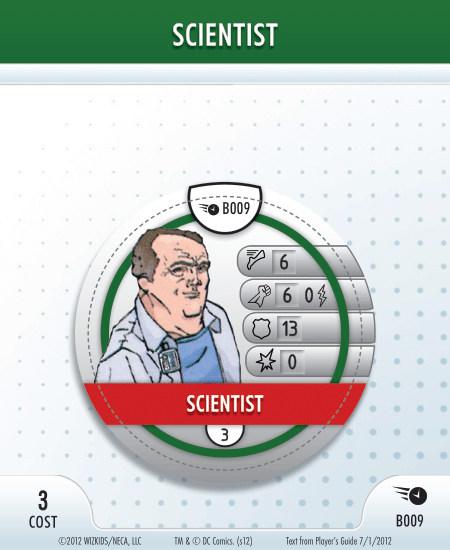 SCIENTIST
B009
6
6 0
13
0
SCIENTIST
3
3
COST
B009
©2012 WIZKIDS/NECA, LLC TM & © DC Comics. (s12) Text from Player's Guide 7/1/2012